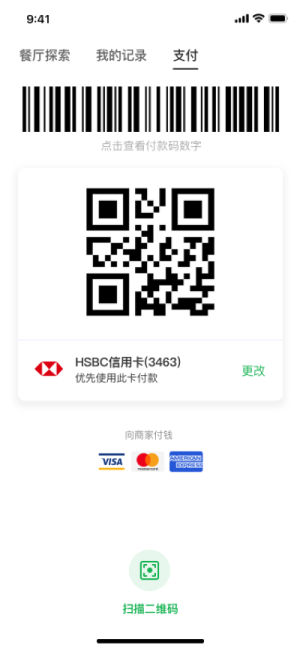 9:41
餐厅探索 我的记录 支付
点击查看付款码数字
HSBC信用卡(3463)
优先使用此卡付款
更改
向商家付钱
VISA
mastercard
AMERICAN EXPRESS
扫描二维码